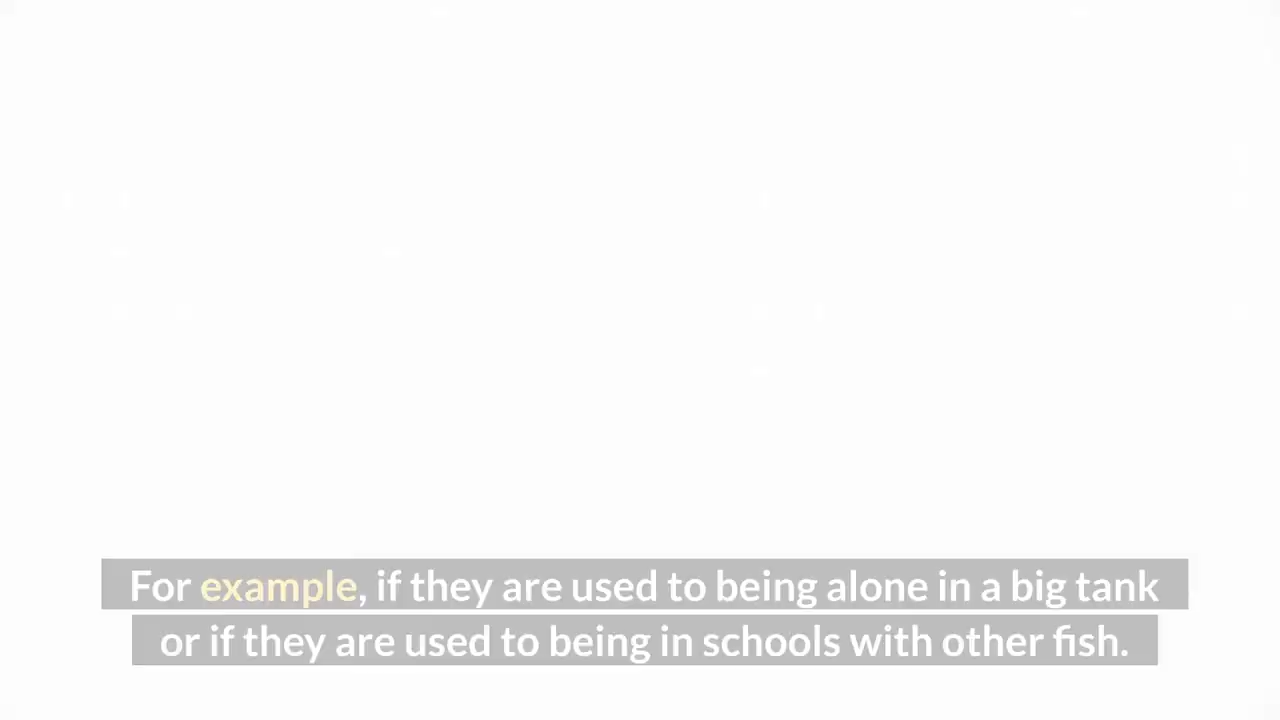 For example, if they are used to being alone in a big tank
or if they are used to being in schools with other fish.